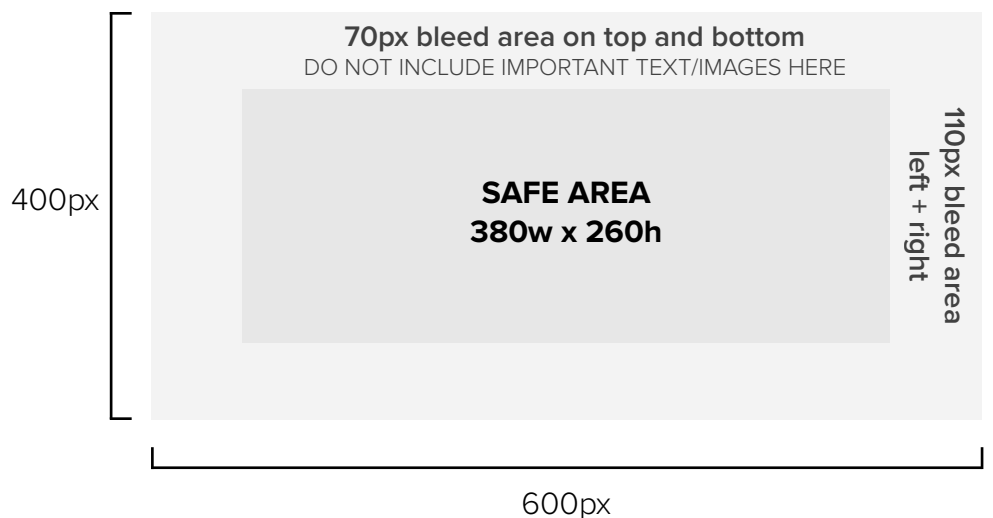 70px bleed area on top and bottom
DO NOT INCLUDE IMPORTANT TEXT/IMAGES HERE
400px
SAFE AREA
380w x 260h
110px bleed area
left + right
600px